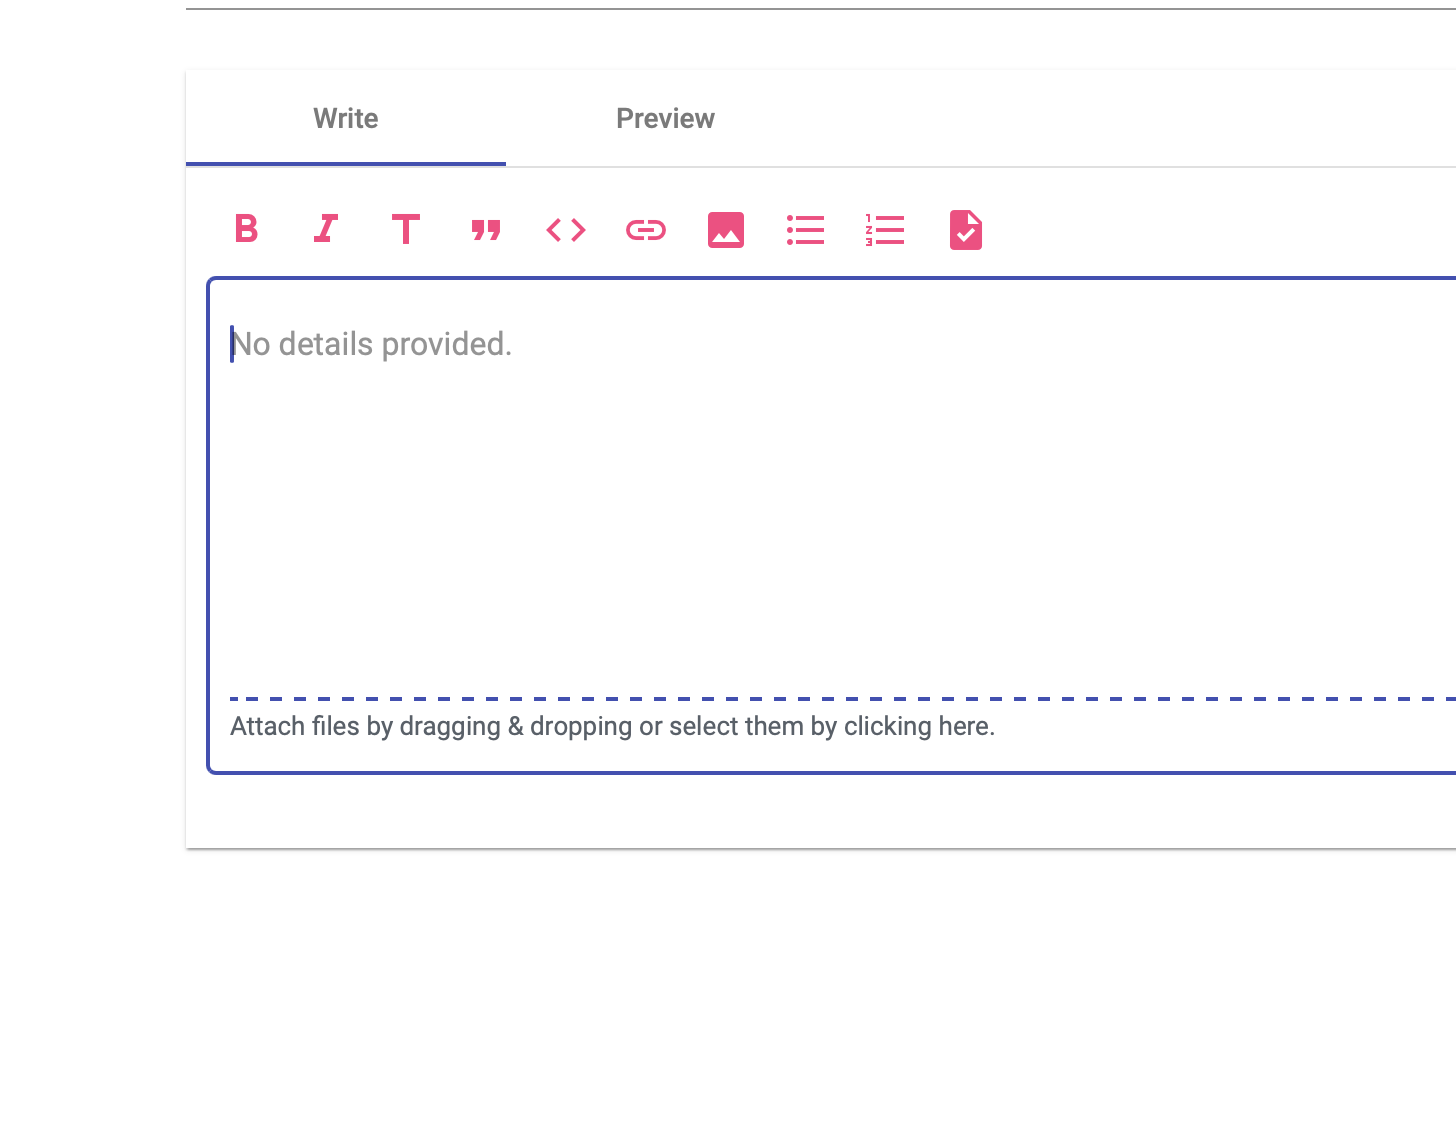 Write
Preview
No details provided.
Attach files by dragging & dropping or select them by clicking here.